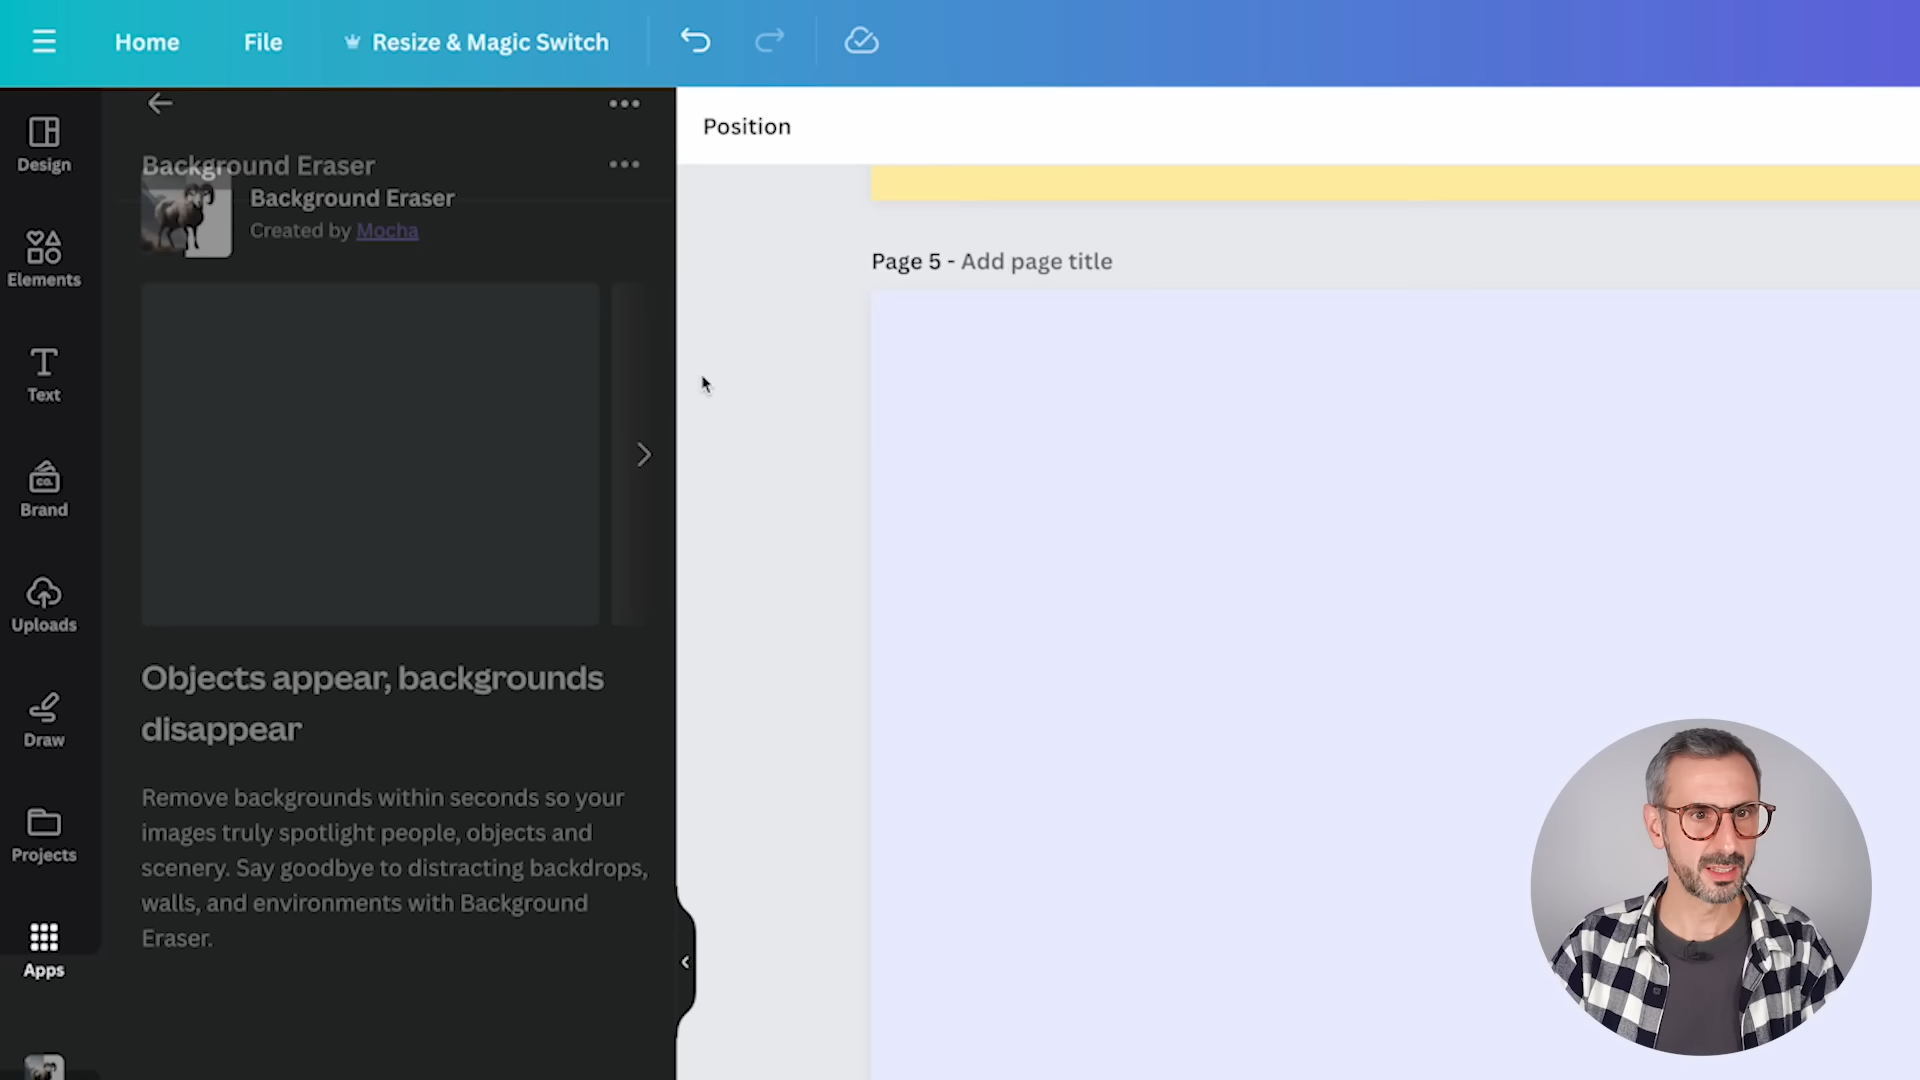 Home
File
Resize & Magic Switch
Design
Elements
Text
Brand
CO.
Uploads
Draw
Projects
Apps
Background Eraser
Background Eraser
Created by Mocha
Objects appear, backgrounds
disappear
Remove backgrounds within seconds so your
images truly spotlight people, objects and
scenery. Say goodbye to distracting backdrops,
walls, and environments with Background
Eraser.
Position
Page 5 - Add page title